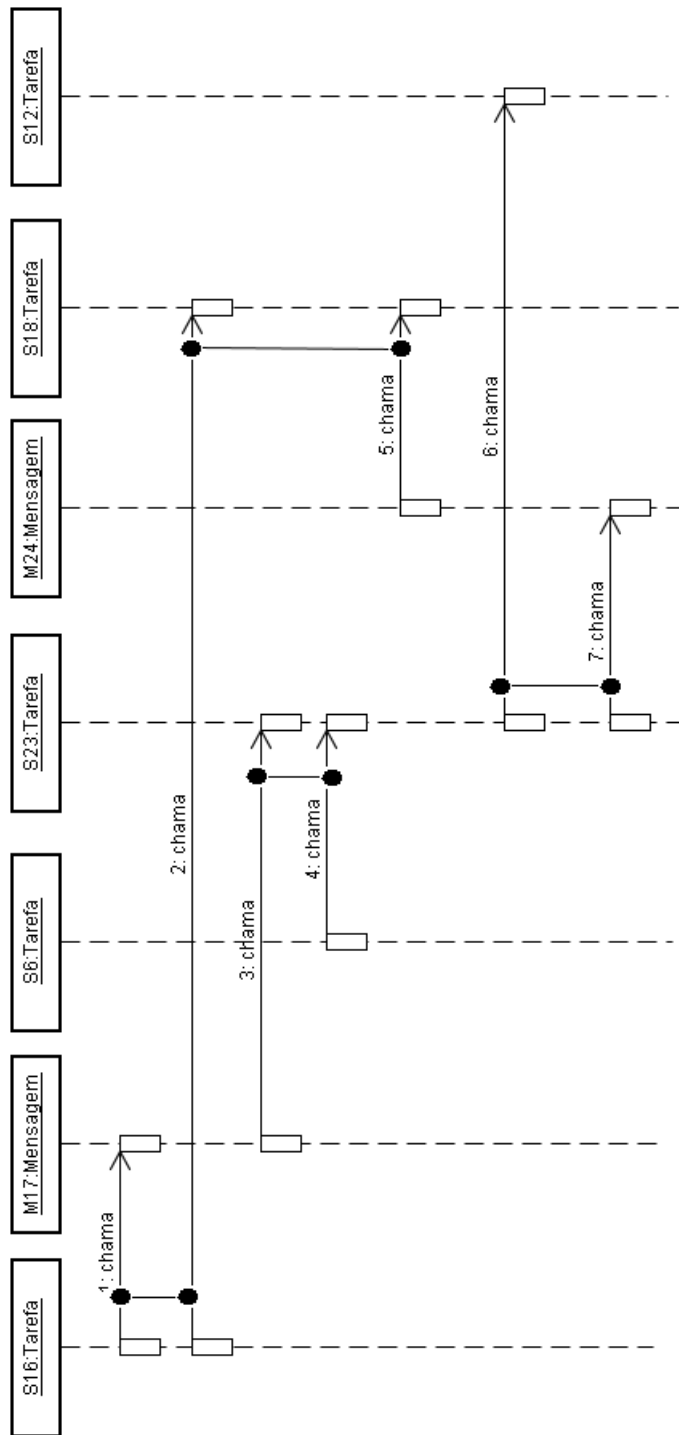 S16:Tarefa
M17:Mensagem
S6:Tarefa
S23:Tarefa
M24:Mensagem
S18:Tarefa
S12:Tarefa
1: chama
2: chama
3: chama
4: chama
5: chama
6: chama
7: chama